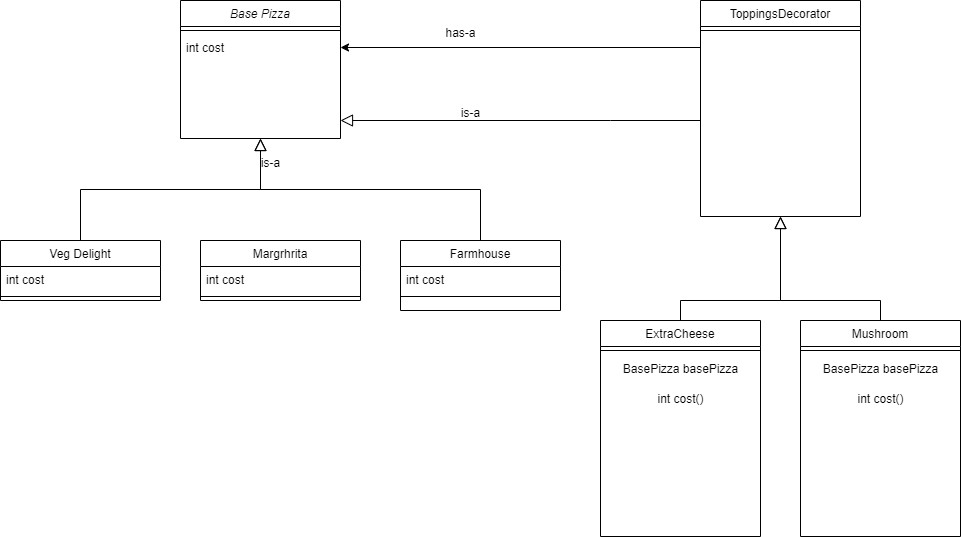 Base Pizza
int cost
ToppingsDecorator
has-a
is-a
is-a
Veg Delight
int cost
Margrhrita
int cost
Farmhouse
int cost
ExtraCheese
BasePizza basePizza
int cost()
Mushroom
BasePizza basePizza
int cost()